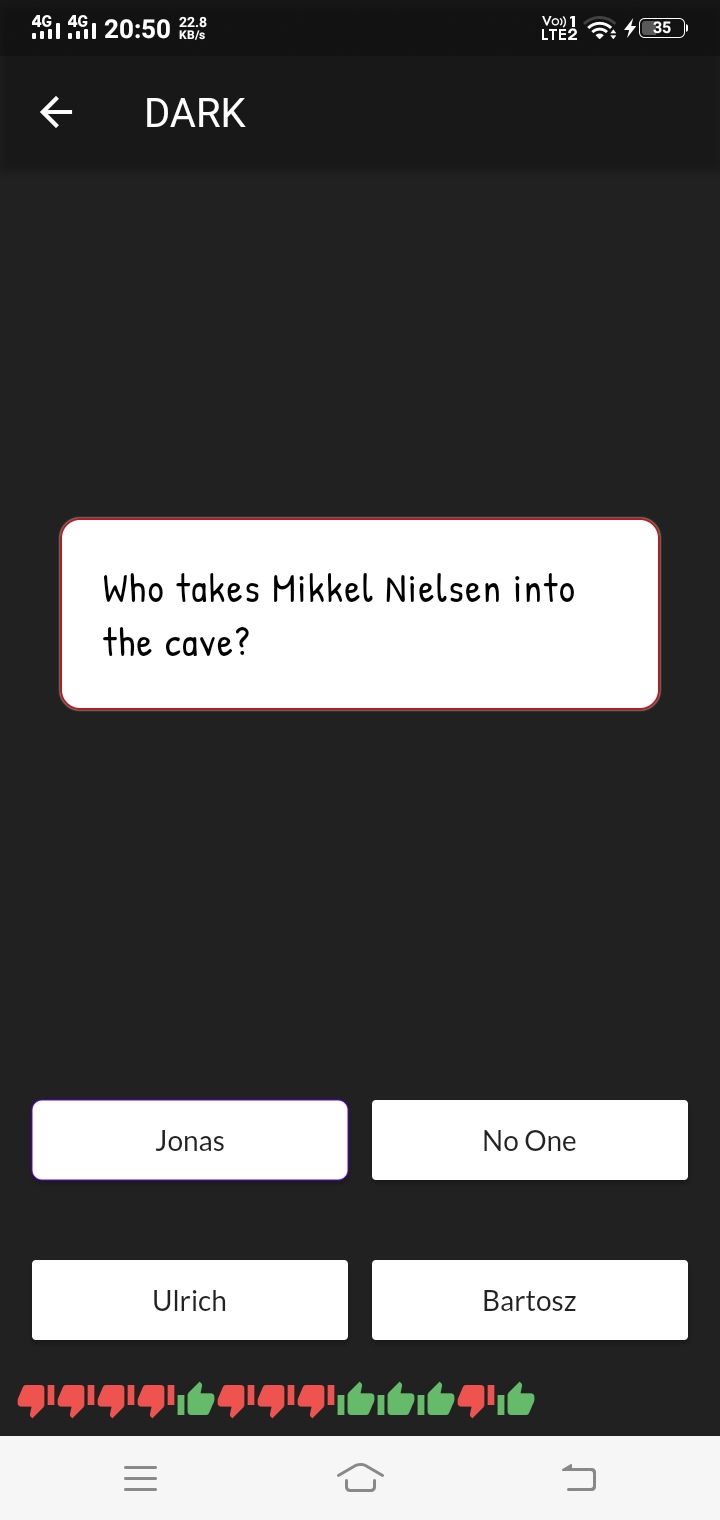 4G 4G 20:50 22.8 KB/s Vo) 1 LTE2 35
DARK
Who takes Mikkel Nielsen into
the cave?
Jonas No One
Ulrich Bartosz